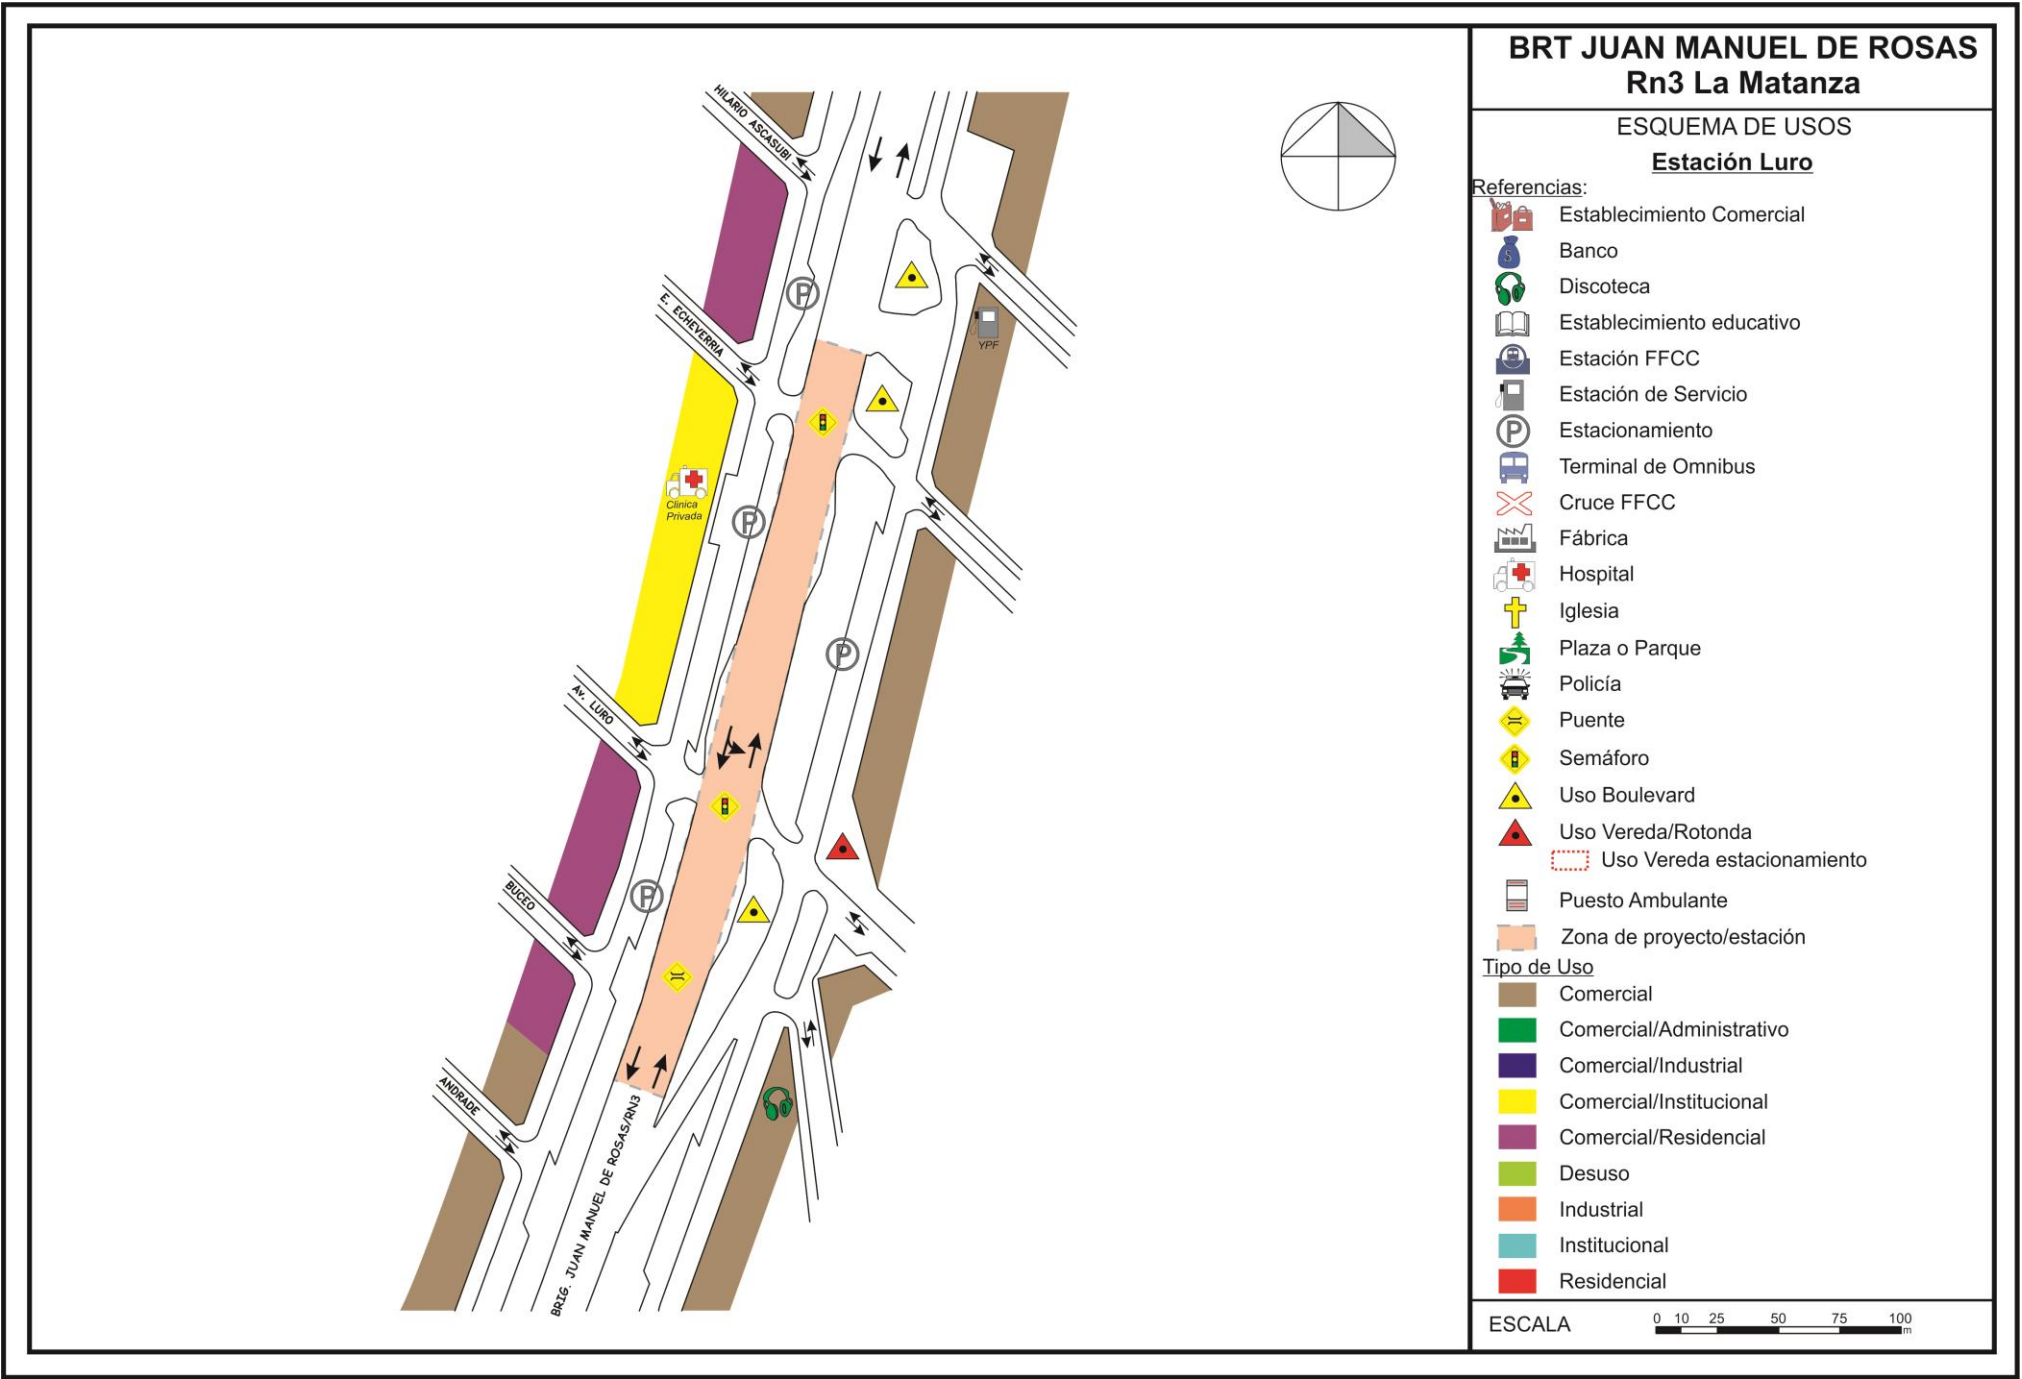 HILARIO ASCASUBI
E. ECHEVERRIA
YPF
Clinica
Privada
AV. LURO
BUCEO
ANDRADE
BRIG. JUAN MANUEL DE ROSAS/RN3
P
P
P
P
BRT JUAN MANUEL DE ROSAS
Rn3 La Matanza
ESQUEMA DE USOS
Estación Luro
Referencias:
Establecimiento Comercial
$
Banco
Discoteca
Establecimiento educativo
Estación FFCC
Estación de Servicio
P
Estacionamiento
Terminal de Omnibus
Cruce FFCC
Fábrica
Hospital
Iglesia
Plaza o Parque
Policía
Puente
Semáforo
Uso Boulevard
Uso Vereda/Rotonda
Uso Vereda estacionamiento
Puesto Ambulante
Zona de proyecto/estación
Tipo de Uso
Comercial
Comercial/Administrativo
Comercial/Industrial
Comercial/Institucional
Comercial/Residencial
Desuso
Industrial
Institucional
Residencial
ESCALA
0 10 25 50 75 100
m